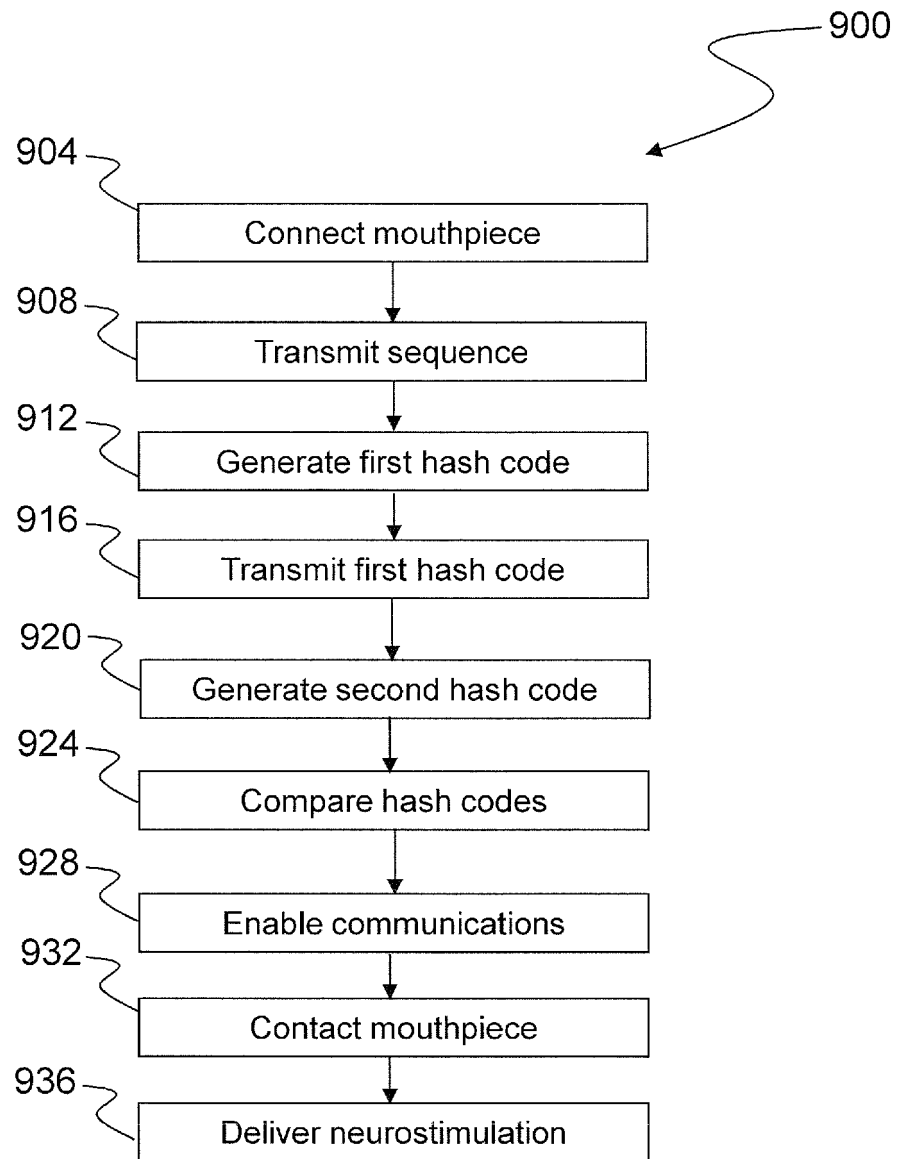 900
904
Connect mouthpiece
908
Transmit sequence
912
Generate first hash code
916
Transmit first hash code
920
Generate second hash code
924
Compare hash codes
928
Enable communications
932
Contact mouthpiece
936
Deliver neurostimulation